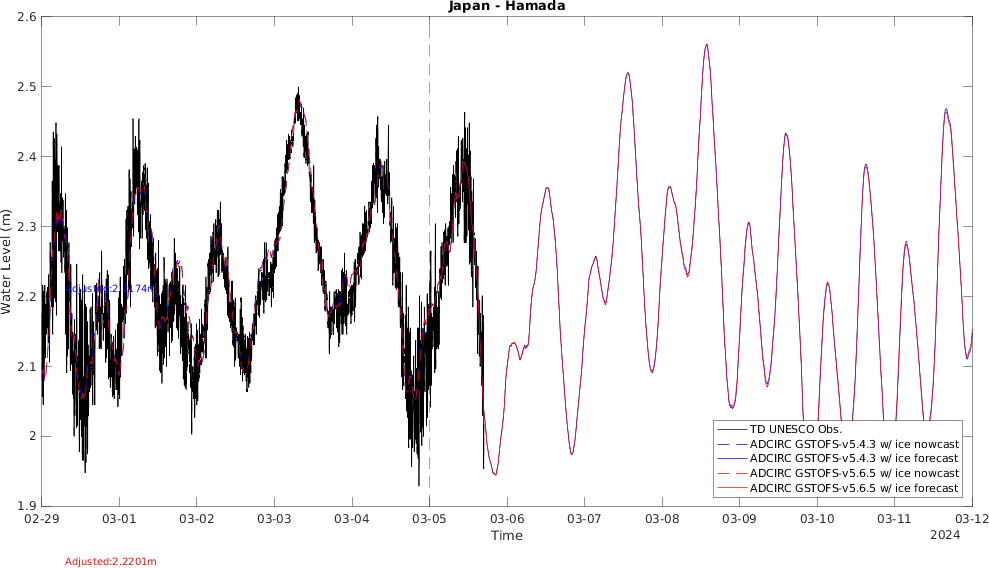 Japan - Hamada
2.6
2.5
2.4
2.3
2.2
2.1
2
1.9
Water Level (m)
02-29
03-01
03-02
03-03
03-04
03-05
03-06
03-07
03-08
03-09
03-10
03-11
03-12
Time
2024
TD UNESCO Obs.
ADCIRC GSTOFS-v5.4.3 w/ ice nowcast
ADCIRC GSTOFS-v5.4.3 w/ ice forecast
ADCIRC GSTOFS-v5.6.5 w/ ice nowcast
ADCIRC GSTOFS-v5.6.5 w/ ice forecast
Adjusted:2.2201m